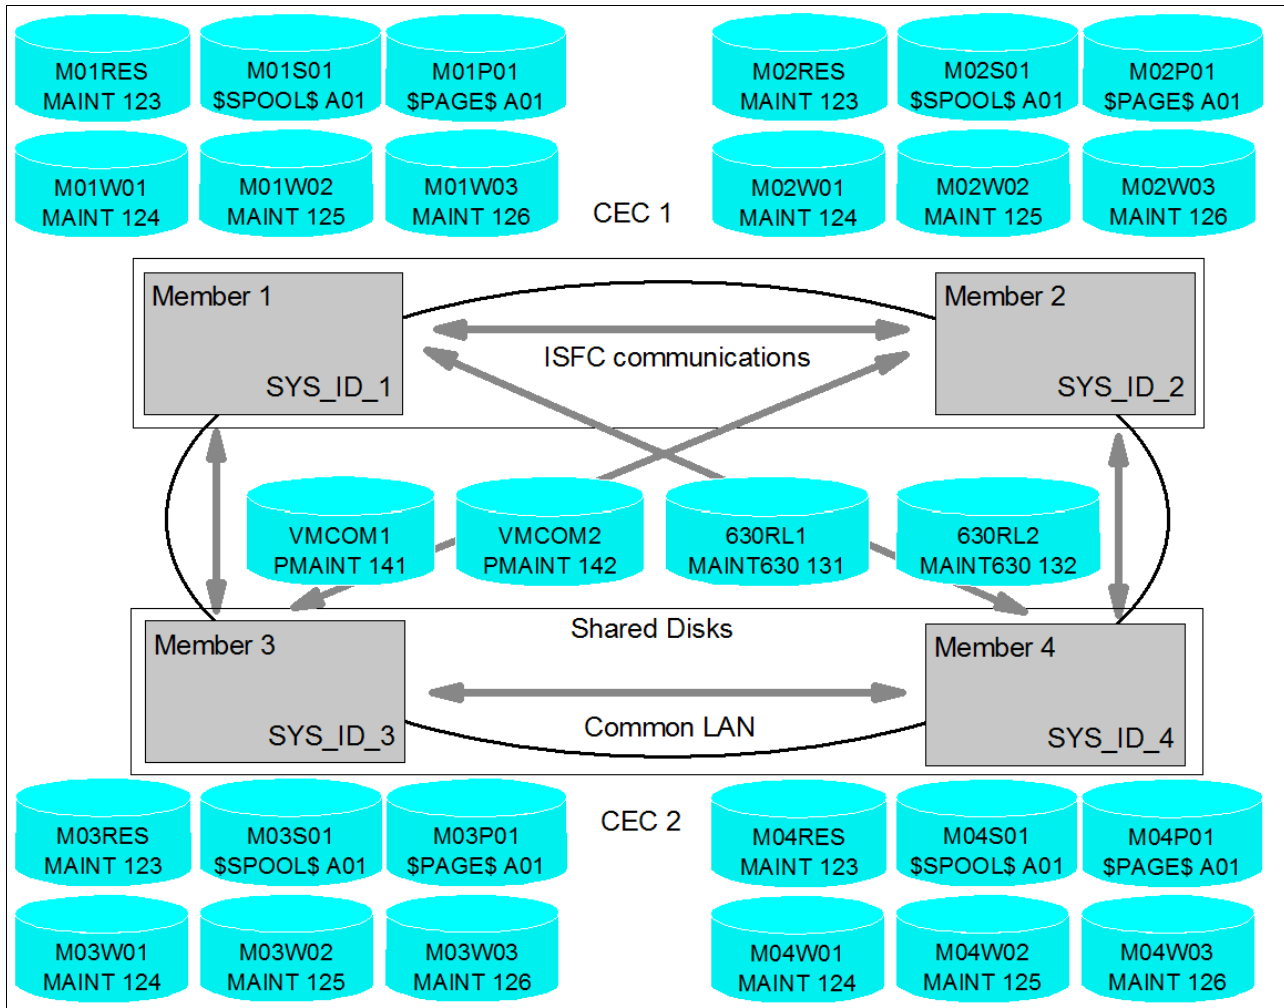 M01RES
MAINT 123
M01S01
$SPOOL$ A01
M01P01
$PAGE$ A01
M02RES
MAINT 123
M02S01
$SPOOL$ A01
M02P01
$PAGE$ A01
M01W01
MAINT 124
M01W02
MAINT 125
M01W03
MAINT 126
CEC 1
M02W01
MAINT 124
M02W02
MAINT 125
M02W03
MAINT 126
Member 1
SYS_ID_1
Member 2
SYS_ID_2
ISFC communications
VMCOM1
PMAINT 141
VMCOM2
PMAINT 142
630RL1
MAINT630 131
630RL2
MAINT630 132
Shared Disks
Member 3
SYS_ID_3
Member 4
SYS_ID_4
Common LAN
M03RES
MAINT 123
M03S01
$SPOOL$ A01
M03P01
$PAGE$ A01
CEC 2
M04RES
MAINT 123
M04S01
$SPOOL$ A01
M04P01
$PAGE$ A01
M03W01
MAINT 124
M03W02
MAINT 125
M03W03
MAINT 126
M04W01
MAINT 124
M04W02
MAINT 125
M04W03
MAINT 126